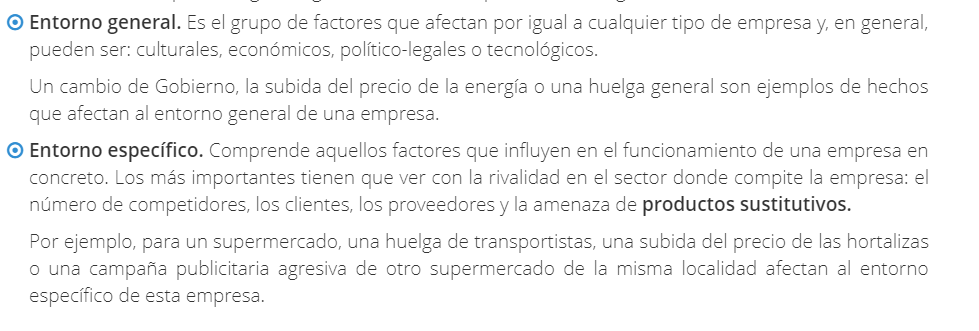 Entorno general. Es el grupo de factores que afectan por igual a cualquier tipo de empresa y, en general,
pueden ser: culturales, económicos, político-legales o tecnológicos.
Un cambio de Gobierno, la subida del precio de la energía o una huelga general son ejemplos de hechos
que afectan al entorno general de una empresa.
Entorno específico. Comprende aquellos factores que influyen en el funcionamiento de una empresa en
concreto. Los más importantes tienen que ver con la rivalidad en el sector donde compite la empresa: el
número de competidores, los clientes, los proveedores y la amenaza de productos sustitutivos.
Por ejemplo, para un supermercado, una huelga de transportistas, una subida del precio de las hortalizas
o una campaña publicitaria agresiva de otro supermercado de la misma localidad afectan al entorno
específico de esta empresa.